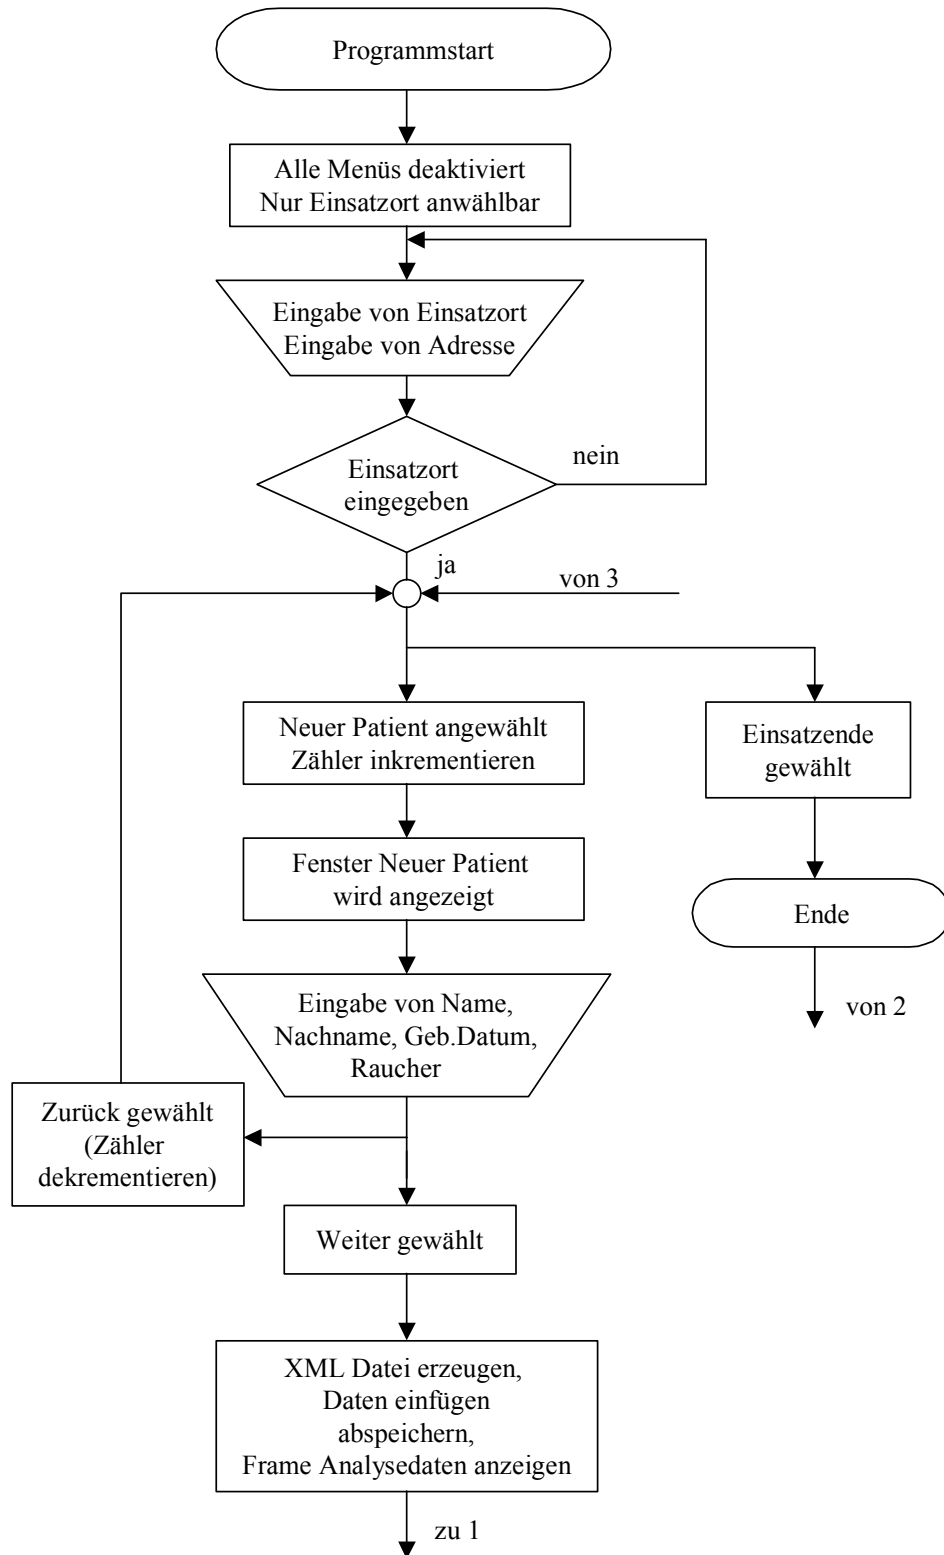 Programmstart
Alle Menüs deaktiviert
Nur Einsatzort anwählbar
Eingabe von Einsatzort
Eingabe von Adresse
Einsatzort
eingegeben
nein
ja
von 3
Neuer Patient angewählt
Zähler inkrementieren
Einsatzende
gewählt
Fenster Neuer Patient
wird angezeigt
Ende
von 2
Eingabe von Name,
Nachname, Geb.Datum,
Raucher
Zurück gewählt
(Zähler
dekrementieren)
Weiter gewählt
XML Datei erzeugen,
Daten einfügen
abspeichern,
Frame Analysedaten anzeigen
zu 1